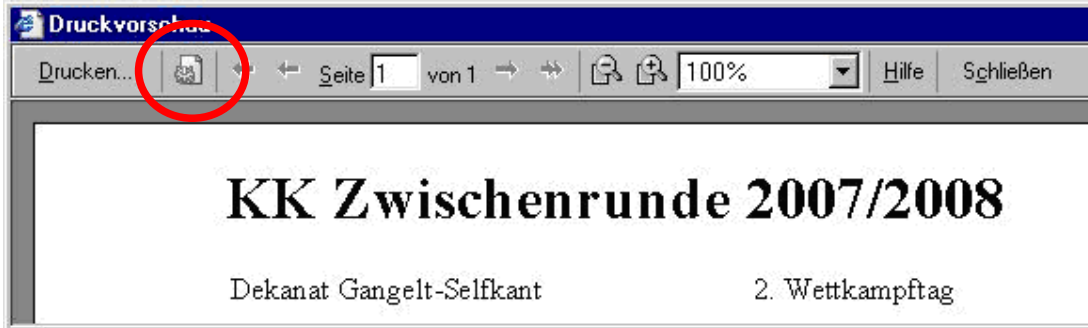 Druckvorschau
Drucken... Seite 1 von 1 100% Hilfe Schließen
KK Zwischenrunde 2007/2008
Dekanat Gangelt-Selfkant 2. Wettkampftag